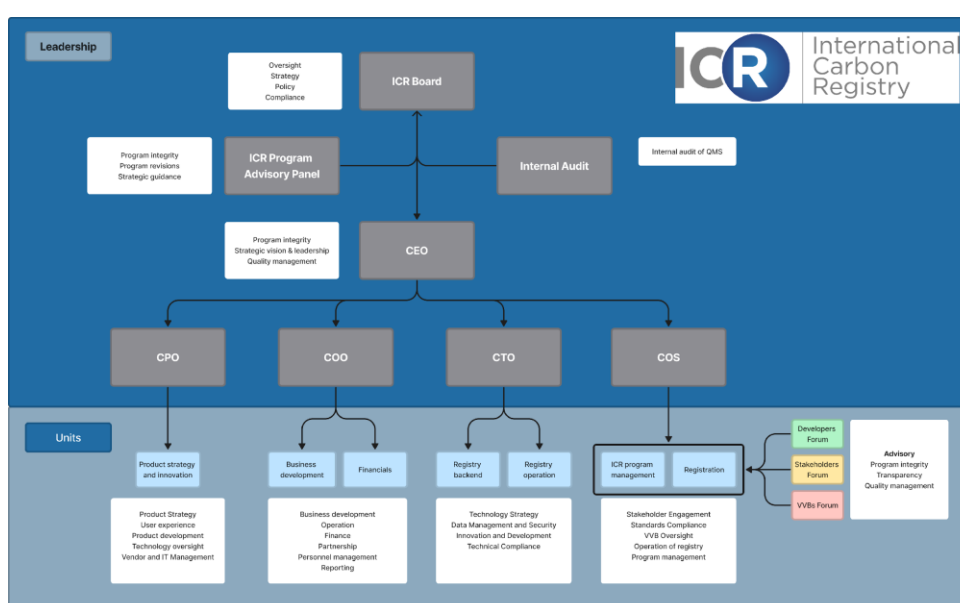 Leadership
ICR
International
Carbon
Registry
Oversight
Strategy
Policy
Compliance
ICR Board
Program integrity
Program revisions
Strategic guidance
ICR Program
Advisory Panel
Internal Audit
Internal audit of QMS
Program integrity
Strategic vision & leadership
Quality management
CEO
CPO
COO
CTO
COS
Units
Product strategy
and innovation
Business
development
Financials
Registry
backend
Registry
operation
ICR program
management
Registration
Developers
Forum
Stakeholders
Forum
VVBs Forum
Advisory
Program integrity
Transparency
Quality management
Product Strategy
User experience
Product development
Technology oversight
Vendor and IT Management
Business development
Operation
Finance
Partnership
Personnel management
Reporting
Technology Strategy
Data Management and Security
Innovation and Development
Technical Compliance
Stakeholder Engagement
Standards Compliance
VVB Oversight
Operation of registry
Program management